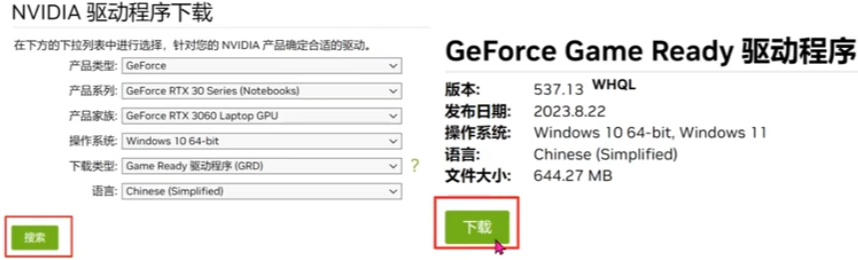 NVIDIA 驱动程序下载
在下方的下拉列表中进行选择，针对您的 NVIDIA 产品确定合适的驱动。
产品类型: GeForce
产品系列: GeForce RTX 30 Series (Notebooks)
产品家族: GeForce RTX 3060 Laptop GPU
操作系统: Windows 10 64-bit
下载类型: Game Ready 驱动程序 (GRD) ?
语言: Chinese (Simplified)
搜索
GeForce Game Ready 驱动程序
版本: 537.13 WHQL
发布日期: 2023.8.22
操作系统: Windows 10 64-bit, Windows 11
语言: Chinese (Simplified)
文件大小: 644.27 MB
下载